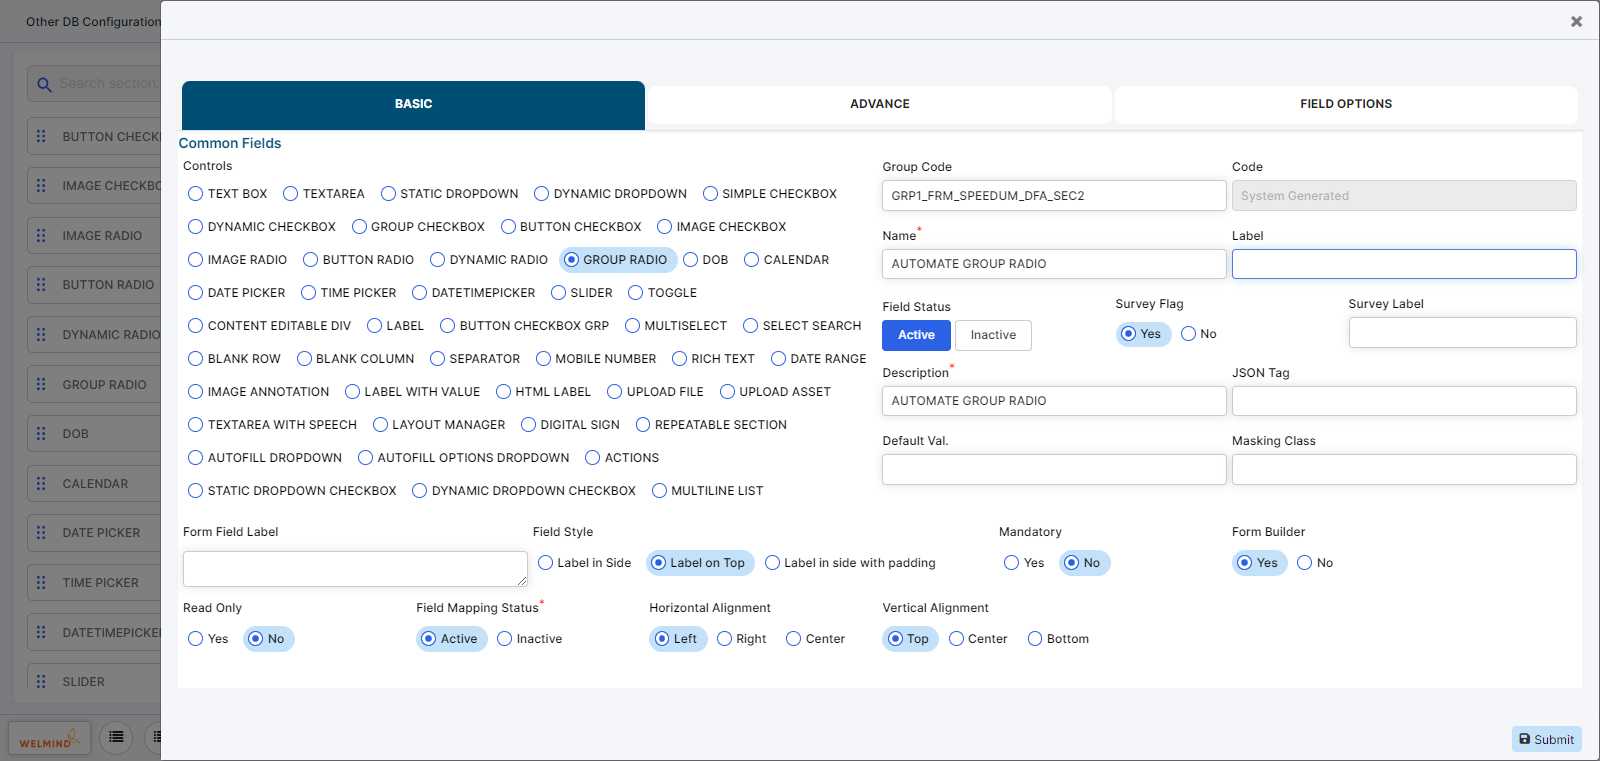 Other DB Configuration
Search section
BUTTON CHECK
IMAGE CHECKBO
IMAGE RADIO
BUTTON RADIO
DYNAMIC RADIO
GROUP RADIO
DOB
CALENDAR
DATE PICKER
TIME PICKER
DATETIMEPICKE
SLIDER
WELMIND
BASIC
ADVANCE
FIELD OPTIONS
Common Fields
Controls
TEXT BOX TEXTAREA STATIC DROPDOWN DYNAMIC DROPDOWN SIMPLE CHECKBOX
DYNAMIC CHECKBOX GROUP CHECKBOX BUTTON CHECKBOX IMAGE CHECKBOX
IMAGE RADIO BUTTON RADIO DYNAMIC RADIO GROUP RADIO DOB CALENDAR
DATE PICKER TIME PICKER DATETIMEPICKER SLIDER TOGGLE
CONTENT EDITABLE DIV LABEL BUTTON CHECKBOX GRP MULTISELECT SELECT SEARCH
BLANK ROW BLANK COLUMN SEPARATOR MOBILE NUMBER RICH TEXT DATE RANGE
IMAGE ANNOTATION LABEL WITH VALUE HTML LABEL UPLOAD FILE UPLOAD ASSET
TEXTAREA WITH SPEECH LAYOUT MANAGER DIGITAL SIGN REPEATABLE SECTION
AUTOFILL DROPDOWN AUTOFILL OPTIONS DROPDOWN ACTIONS
STATIC DROPDOWN CHECKBOX DYNAMIC DROPDOWN CHECKBOX MULTILINE LIST
Group Code Code
GRP1_FRM_SPEEDUM_DFA_SEC2 System Generated
Name* Label
AUTOMATE GROUP RADIO
Field Status Survey Flag Survey Label
Active Inactive Yes No
Description* JSON Tag
AUTOMATE GROUP RADIO
Default Val. Masking Class
Form Field Label Field Style Mandatory Form Builder
Label in Side Label on Top Label in side with padding Yes No Yes No
Read Only Field Mapping Status* Horizontal Alignment Vertical Alignment
Yes No Active Inactive Left Right Center Top Center Bottom
Submit